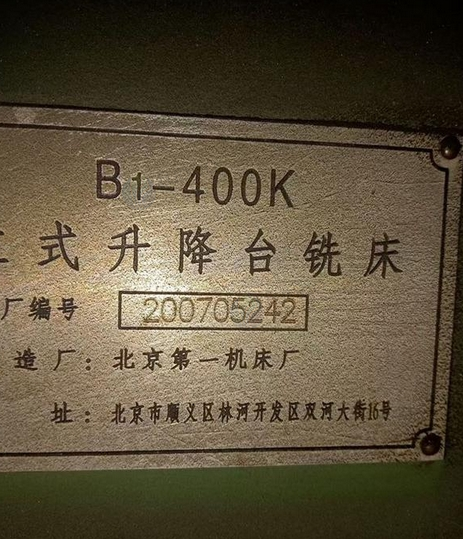 B1-400K
式升降台铣床
厂编号 200705242
造厂：北京第一机床厂
址：北京市顺义区林河开发区双河大街16号